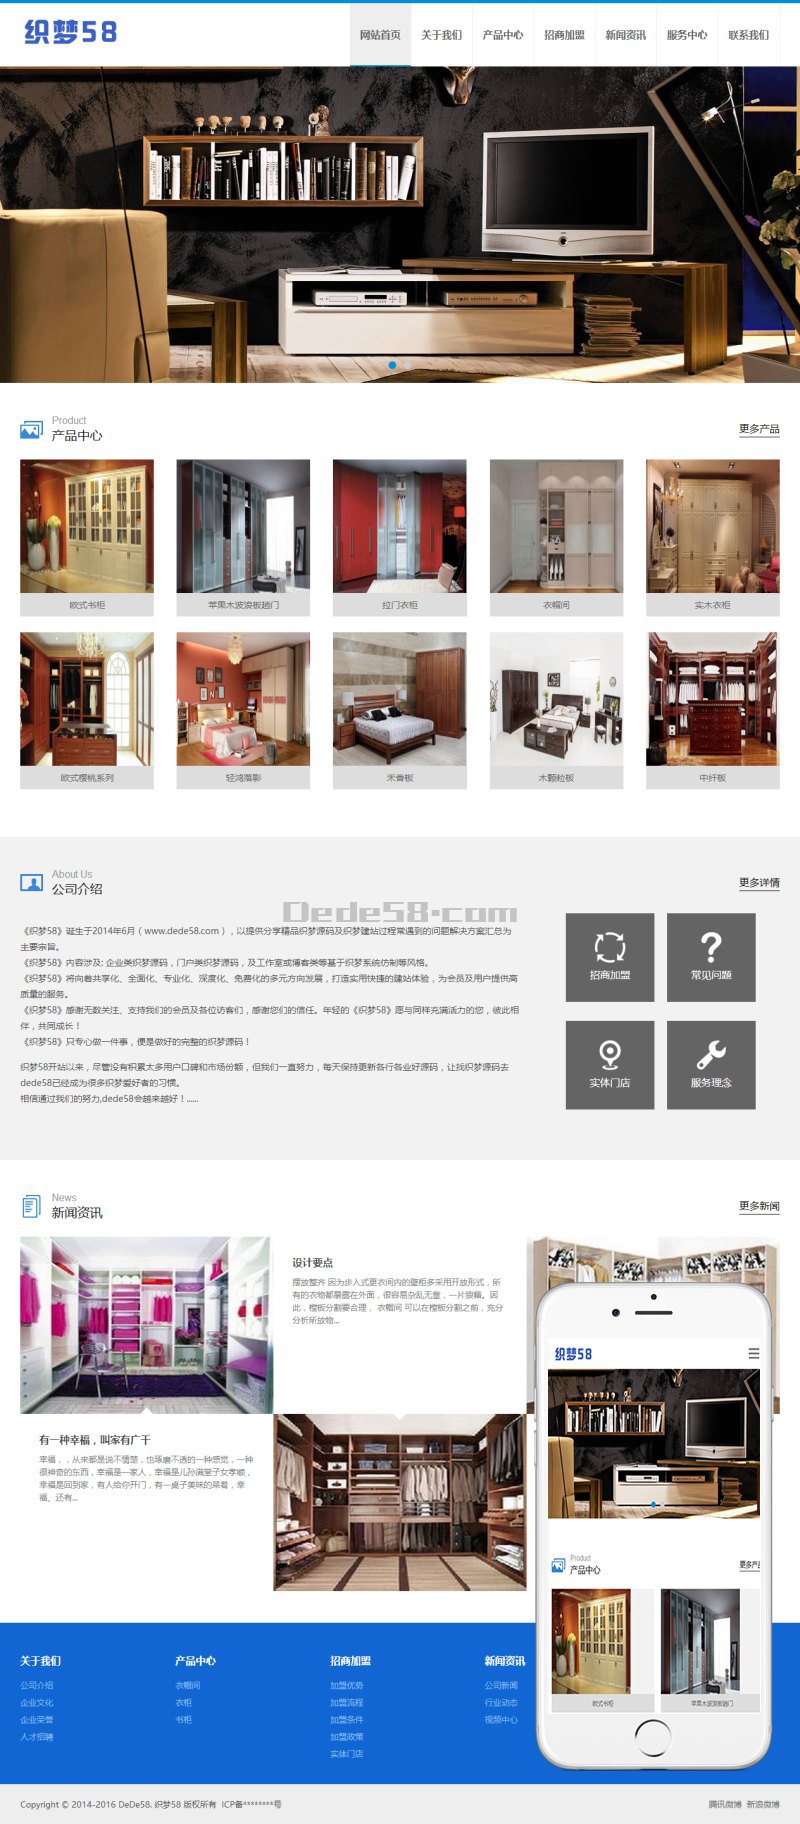 织梦58
网站首页 关于我们 产品中心 招商加盟 新闻资讯 服务中心 联系我们
Product
产品中心
更多产品
欧式书柜 苹果木波浪板趟门 拉门衣柜 衣帽间 实木衣柜
欧式樱桃系列 轻鸿落影 禾香板 木颗粒板 中纤板
About Us
公司介绍
更多详情
Dede58.com
《织梦58》诞生于2014年6月（www.dede58.com），以提供分享精品织梦源码及织梦建站过程常遇到的问题解决方案汇总为
主要宗旨。
《织梦58》内容涉及: 企业类织梦源码，门户类织梦源码，及工作室或博客类等基于织梦系统仿制等风格。
《织梦58》将向着共享化、全面化、专业化、深度化、免费化的多元方向发展，打造实用快捷的建站体验，为会员及用户提供高
质量的服务。
《织梦58》感谢无数关注、支持我们的会员及各位访客们，感谢您们的信任。年轻的《织梦58》愿与同样充满活力的您，彼此相
伴，共同成长！
《织梦58》只专心做一件事，便是做好的完整的织梦源码！
织梦58开站以来，尽管没有积累太多用户口碑和市场份额，但我们一直努力，每天保持更新各行各业好源码，让找织梦源码去
dede58已经成为很多织梦爱好者的习惯。
相信通过我们的努力,dede58会越来越好！......
招商加盟 常见问题
实体门店 服务理念
News
新闻资讯
更多新闻
设计要点
摆放整齐 因为步入式更衣间内的壁柜多采用开放形式，所
有的衣物都暴露在外面，很容易杂乱无章，一片狼藉。因
此，樘板分割要合理， 衣帽间 可以在樘板分割之前，充分
分析所放物...
有一种幸福，叫家有广干
幸福，，从来都是说不清楚，也琢磨不透的一种感觉，一种
很神奇的东西，幸福是一家人，幸福是儿孙满堂子女孝顺，
幸福是回到家，有人给你开门，有一桌子美味的菜肴，幸
福、还有...
织梦58
Product
产品中心
更多产品
欧式书柜 苹果木波浪板趟门
关于我们 产品中心 招商加盟 新闻资讯
公司介绍 衣帽间 加盟优势 公司新闻
企业文化 衣柜 加盟流程 行业动态
企业荣誉 书柜 加盟条件 视频中心
人才招聘 加盟政策
实体门店
Copyright © 2014-2016 DeDe58. 织梦58 版权所有 ICP备********号
腾讯微博 新浪微博